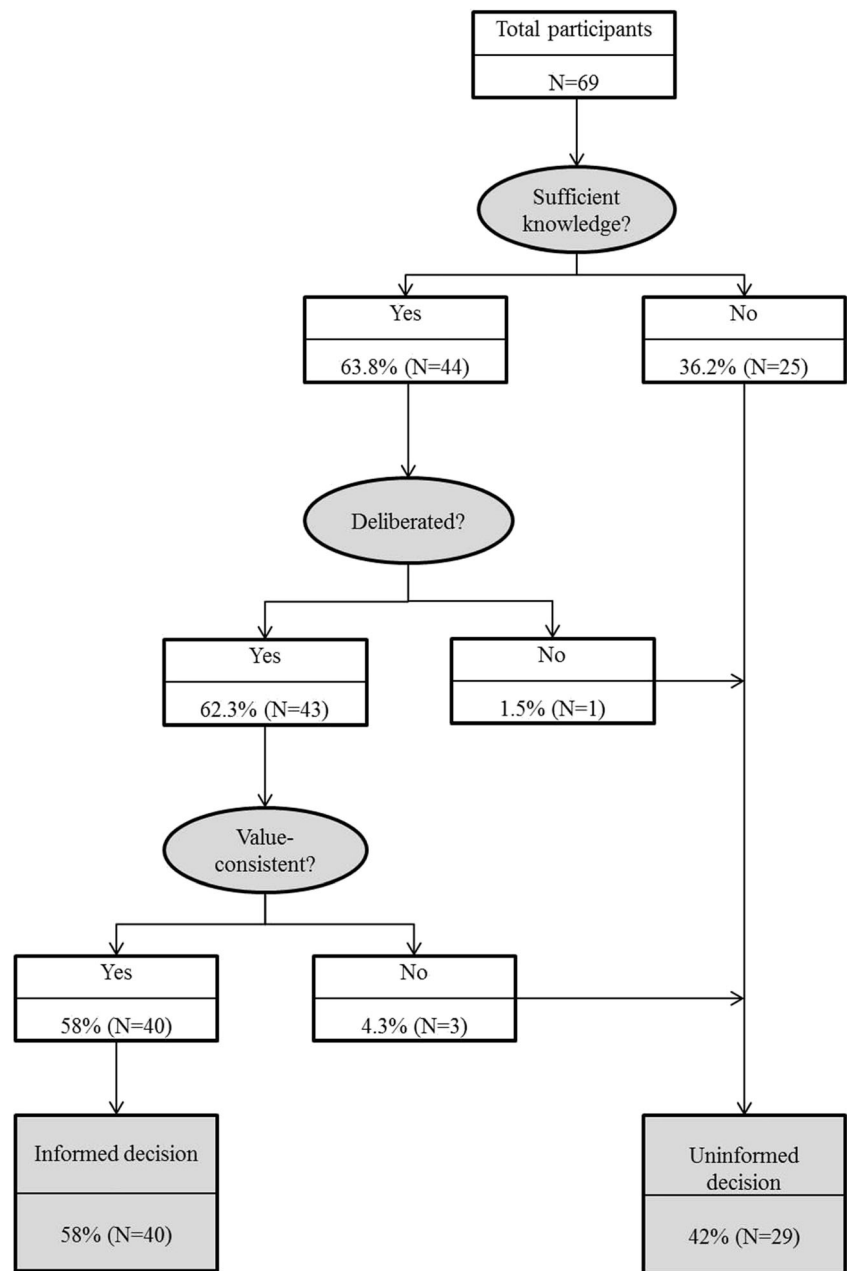 Total participants
N=69
Sufficient
knowledge?
Yes
63.8% (N=44)
No
36.2% (N=25)
Deliberated?
Yes
62.3% (N=43)
No
1.5% (N=1)
Value-
consistent?
Yes
58% (N=40)
No
4.3% (N=3)
Informed decision
58% (N=40)
Uninformed
decision
42% (N=29)